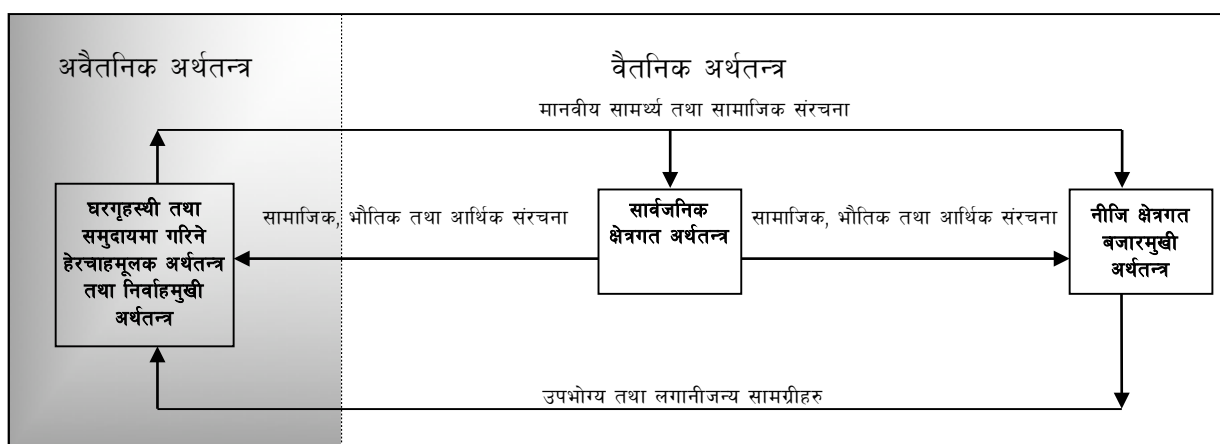 अवैतनिक अर्थतन्त्र
वैतनिक अर्थतन्त्र
मानवीय सामर्थ्य तथा सामाजिक संरचना
घरगृहस्थी तथा
समुदायमा गरिने
हेरचाहमूलक अर्थतन्त्र
तथा निर्वाहमुखी
अर्थतन्त्र
सामाजिक, भौतिक तथा आर्थिक संरचना
सार्वजनिक
क्षेत्रगत अर्थतन्त्र
सामाजिक, भौतिक तथा आर्थिक संरचना
नीजि क्षेत्रगत
बजारमुखी
अर्थतन्त्र
उपभोग्य तथा लगानीजन्य सामग्रीहरु